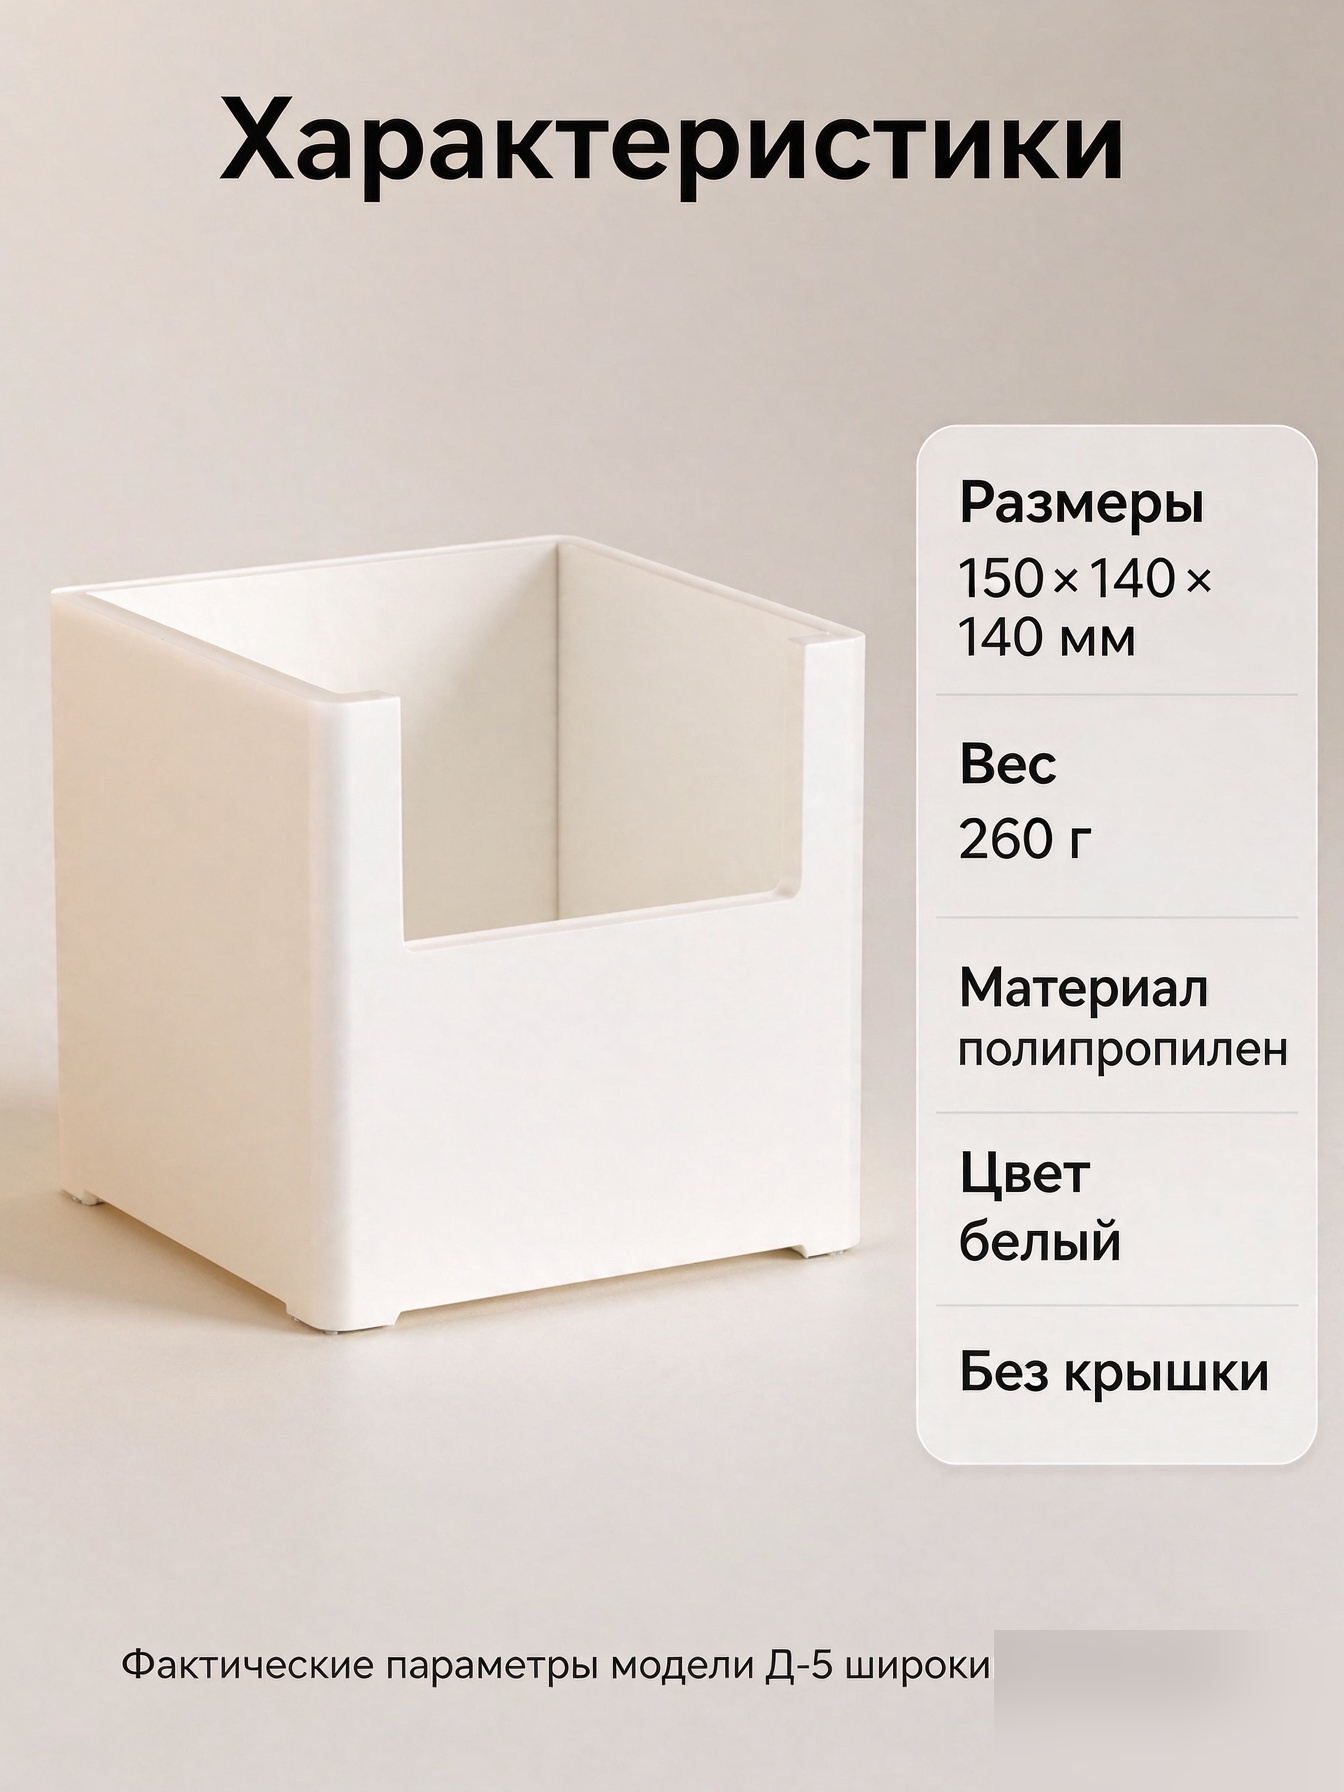 Характеристики
Размеры
150×140×
140 мм
Вес
260 г
Материал
полипропилен
Цвет
белый
Без крышки
Фактические параметры модели Д-5 широки